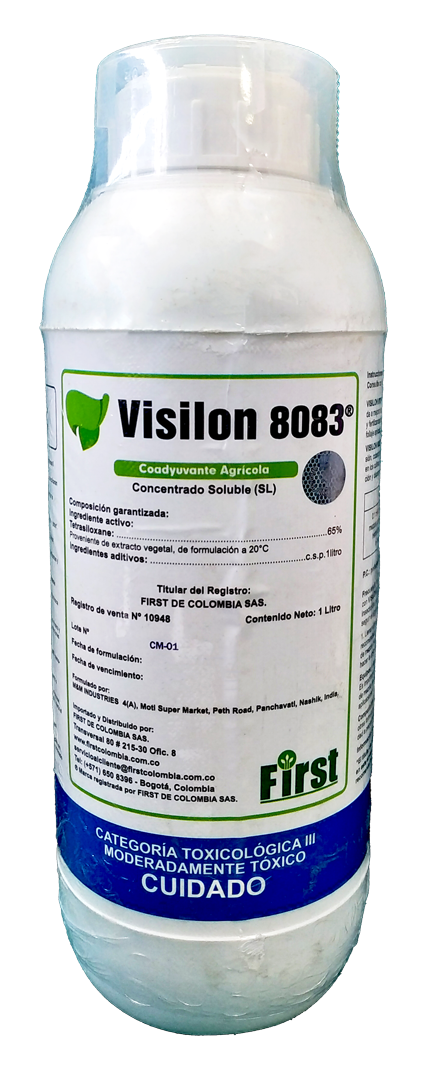 Visilon 8083®
Coadyuvante Agrícola
Concentrado Soluble (SL)
Composición garantizada:
Ingrediente activo:
Tetrasiloxane: ........................65%
Proveniente de extracto vegetal, de formulación a 20°C
Ingredientes aditivos: ........................c.s.p.1litro
Titular del Registro:
FIRST DE COLOMBIA SAS.
Registro de venta Nº 10948 Contenido Neto: 1 Litro
Lote Nº
CM-01
Fecha de formulación:
Fecha de vencimiento:
Formulado por:
M&M INDUSTRIES 4(A), Moti Super Market, Peth Road, Panchavati, Nashik, India.
Importado y Distribuido por:
FIRST DE COLOMBIA SAS.
Transversal 80 # 215-30 Ofic. 8
www.firstcolombia.com.co
servicioalcliente@firstcolombia.com.co
Tel: (+571) 650 8396 - Bogotá, Colombia
® Marca registrada por FIRST DE COLOMBIA SAS.
First
CATEGORÍA TOXICOLÓGICA III
MODERADAMENTE TÓXICO
CUIDADO